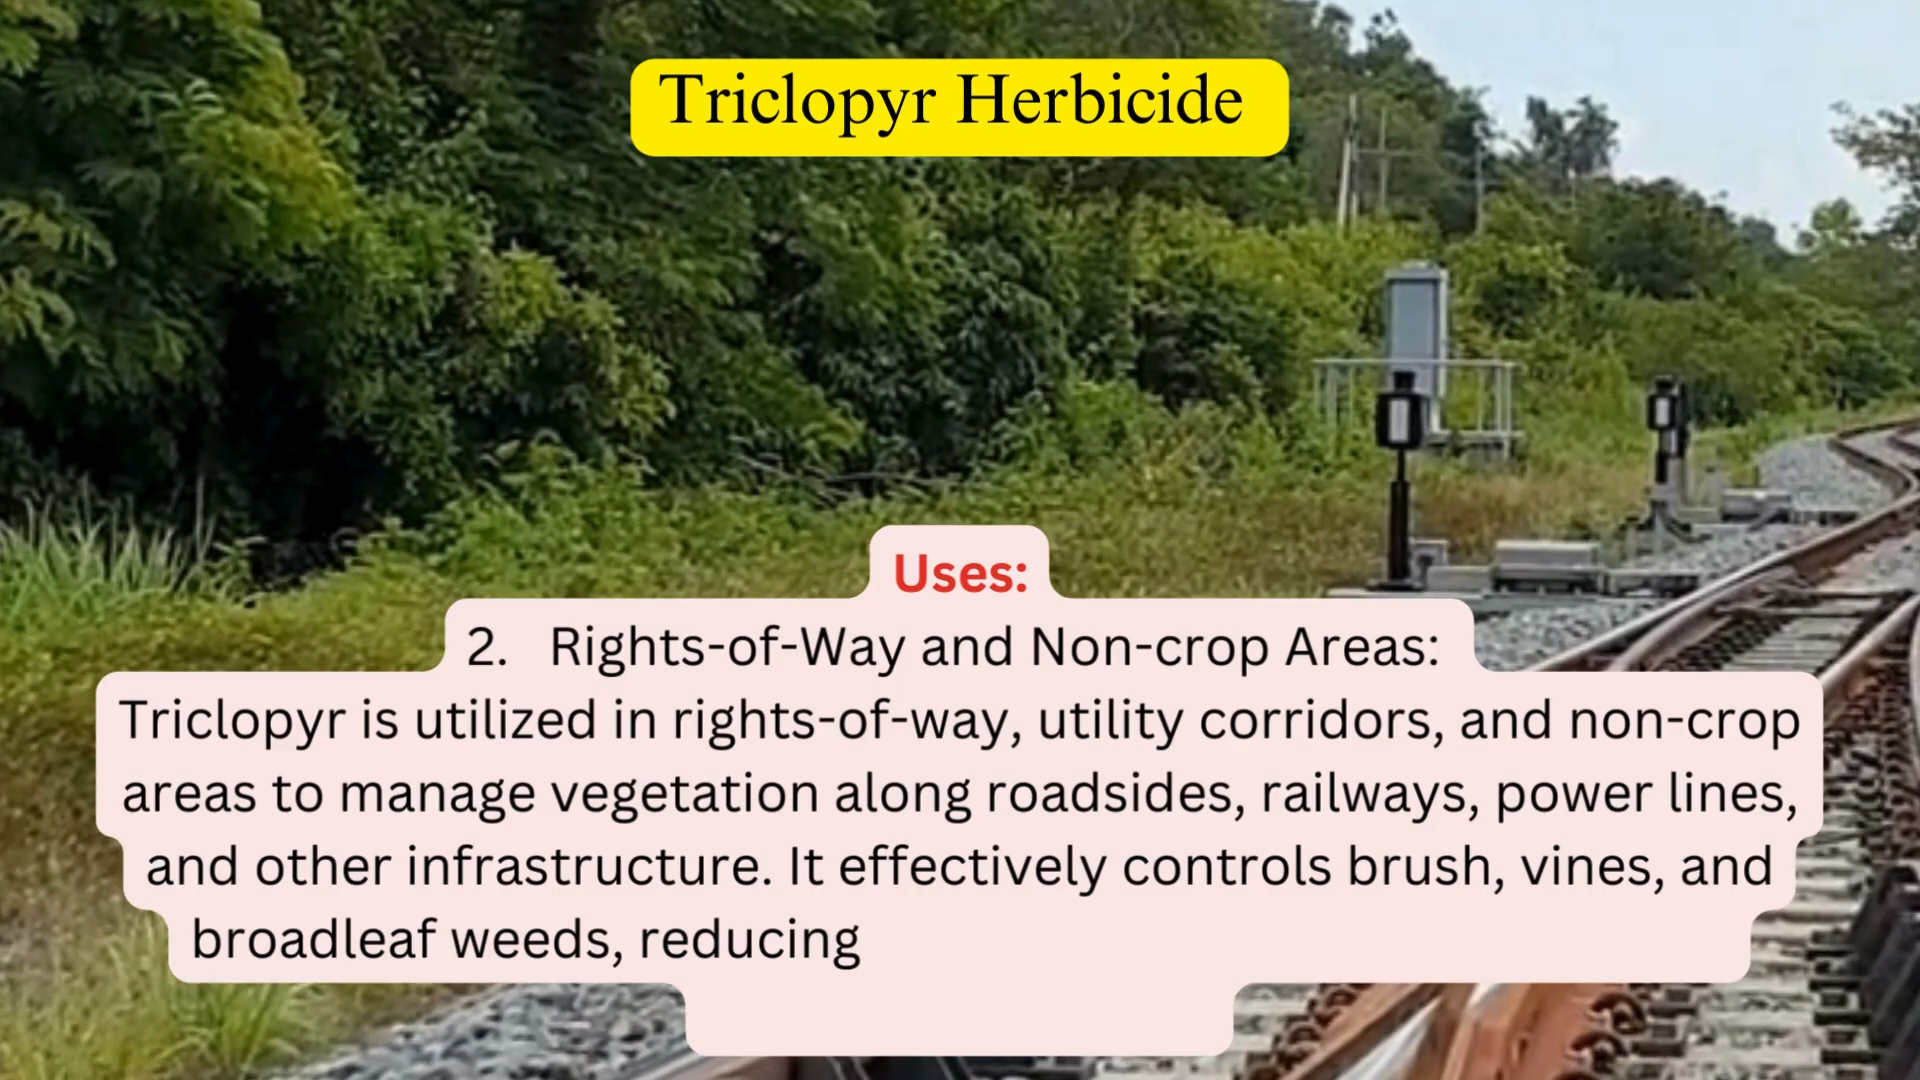 Triclopyr Herbicide
Uses:
2. Rights-of-Way and Non-crop Areas:
Triclopyr is utilized in rights-of-way, utility corridors, and non-crop
areas to manage vegetation along roadsides, railways, power lines,
and other infrastructure. It effectively controls brush, vines, and
broadleaf weeds, reducing